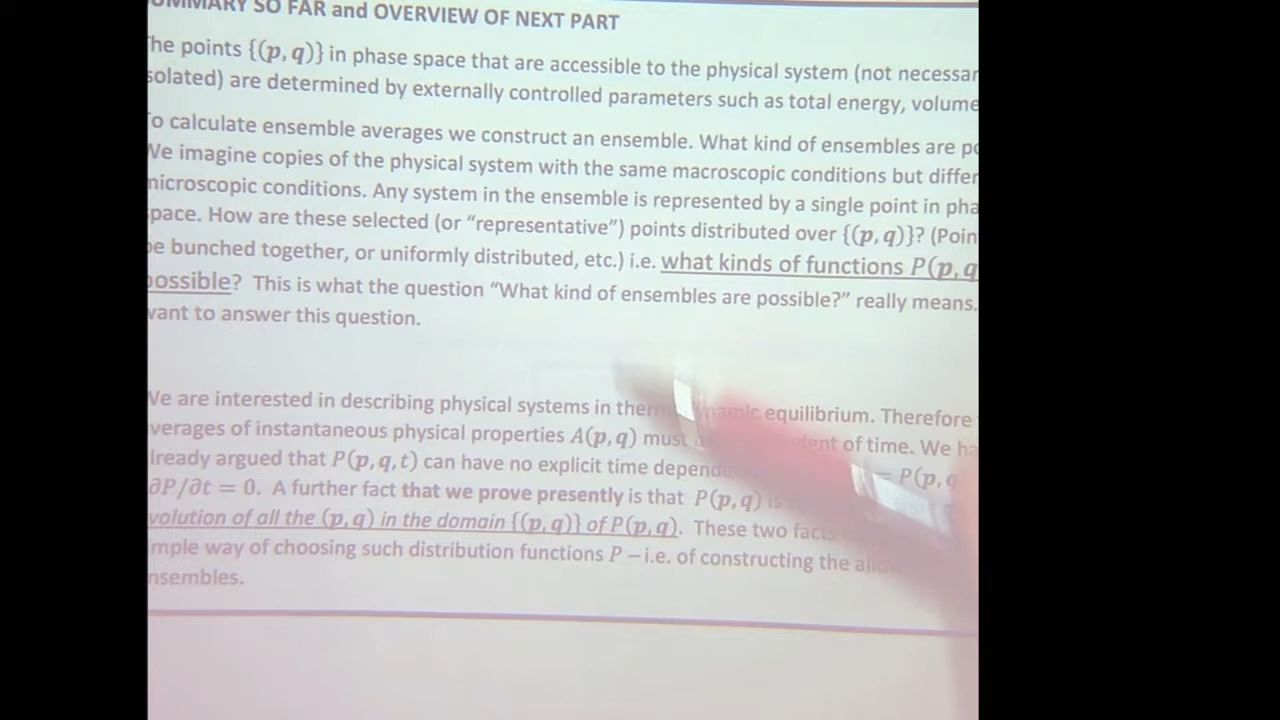 UMMARY SO FAR and OVERVIEW OF NEXT PART
he points {(p, q)} in phase space that are accessible to the physical system (not necessar
solated) are determined by externally controlled parameters such as total energy, volume
o calculate ensemble averages we construct an ensemble. What kind of ensembles are po
We imagine copies of the physical system with the same macroscopic conditions but differ
microscopic conditions. Any system in the ensemble is represented by a single point in pha
pace. How are these selected (or “representative”) points distributed over {(p, q)}? (Poin
be bunched together, or uniformly distributed, etc.) i.e. what kinds of functions P(p, q
possible? This is what the question “What kind of ensembles are possible?” really means.
want to answer this question.
We are interested in describing physical systems in ther namic equilibrium. Therefore
verages of instantaneous physical properties A(p, q) must dent of time. We ha
lready argued that P(p, q, t) can have no explicit time depende = P(p, q
∂P/∂t = 0. A further fact that we prove presently is that P(p, q) is
volution of all the (p, q) in the domain {(p, q)} of P(p, q). These two facts
imple way of choosing such distribution functions P – i.e. of constructing the allo
nsembles.